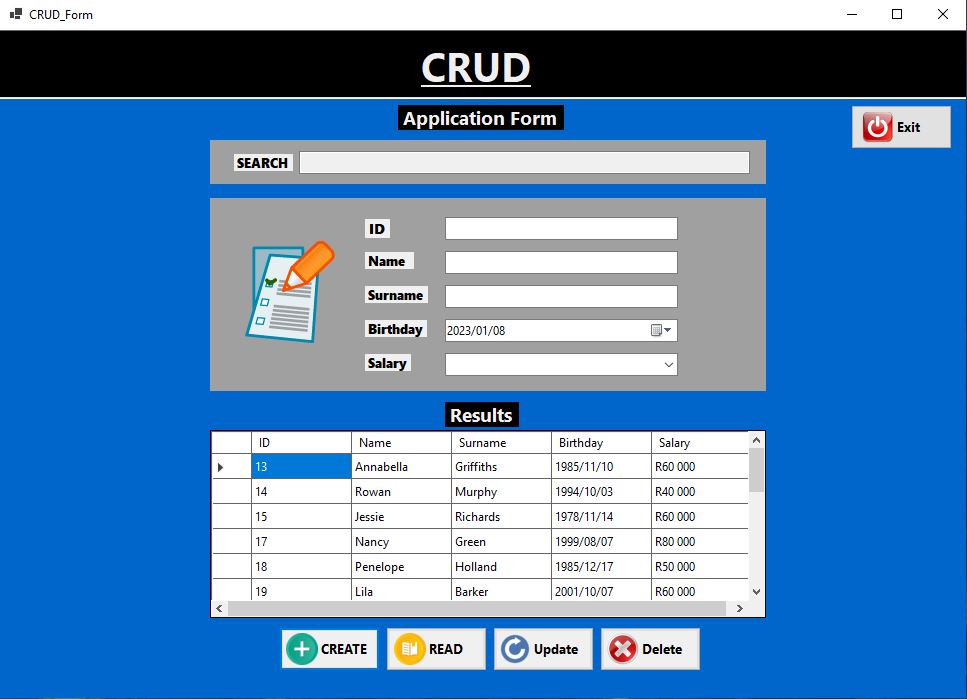 CRUD_Form
CRUD
Application Form
Exit
SEARCH
ID
Name
Surname
Birthday 2023/01/08
Salary
Results
ID Name Surname Birthday Salary
13 Annabella Griffiths 1985/11/10 R60 000
14 Rowan Murphy 1994/10/03 R40 000
15 Jessie Richards 1978/11/14 R60 000
17 Nancy Green 1999/08/07 R80 000
18 Penelope Holland 1985/12/17 R50 000
19 Lila Barker 2001/10/07 R60 000
CREATE READ Update Delete